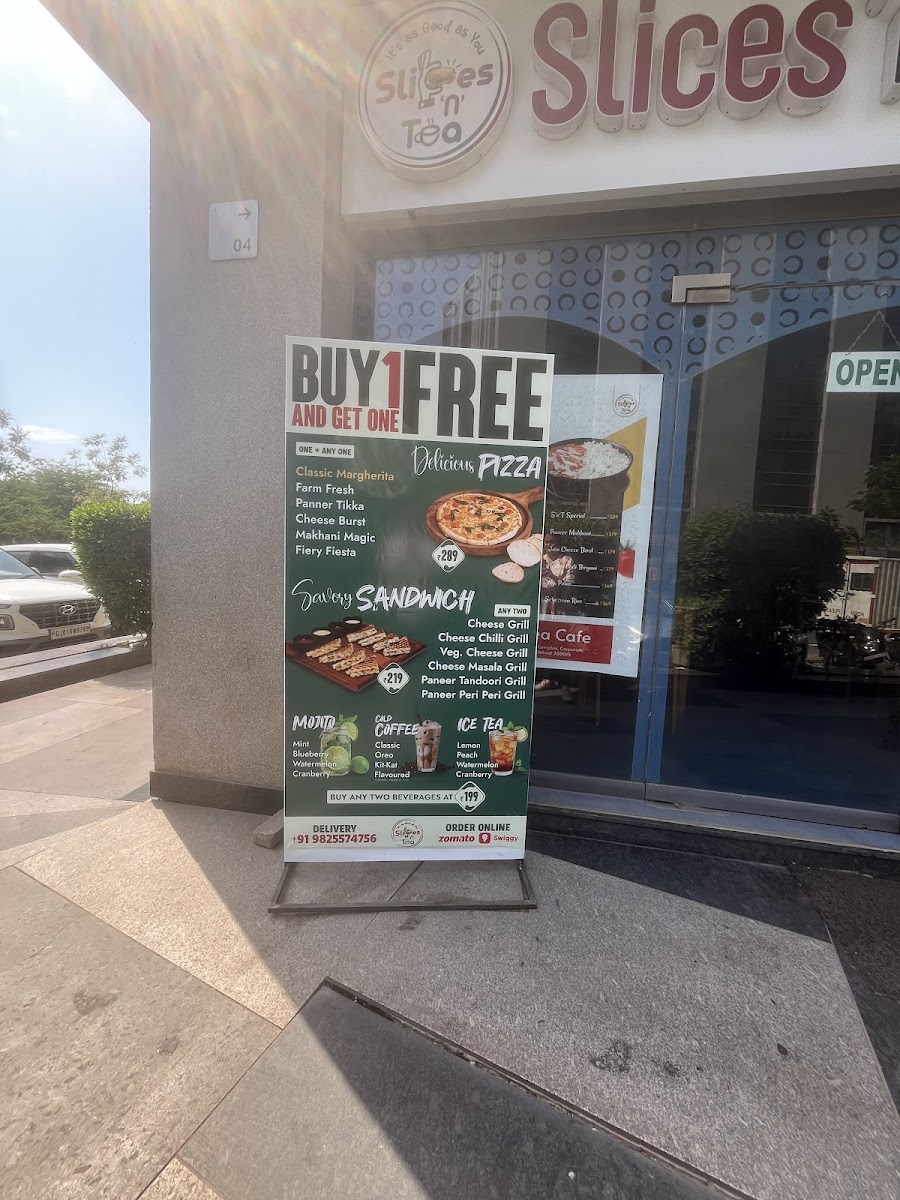 It's as Good as You
Slices
'n'
Tea
Slices
→
04
OPEN
BUY 1
AND GET ONE
FREE
ONE + ANY ONE
Delicious PIZZA
Classic Margherita
Farm Fresh
Panner Tikka
Cheese Burst
Makhani Magic
Fiery Fiesta
₹289
Savory SANDWICH
ANY TWO
Cheese Grill
Cheese Chilli Grill
Veg. Cheese Grill
Cheese Masala Grill
Paneer Tandoori Grill
Paneer Peri Peri Grill
₹219
MOJITO
Mint
Blueberry
Watermelon
Cranberry
COLD
COFFEE
Classic
Oreo
Kit-Kat
Flavoured
ICE TEA
Lemon
Peach
Watermelon
Cranberry
BUY ANY TWO BEVERAGES AT ₹199
DELIVERY
+91 9825574756
Slices
'n'
Tea
ORDER ONLINE
zomato Swiggy
S'n'T Special
Paneer Makhani
ea Cafe